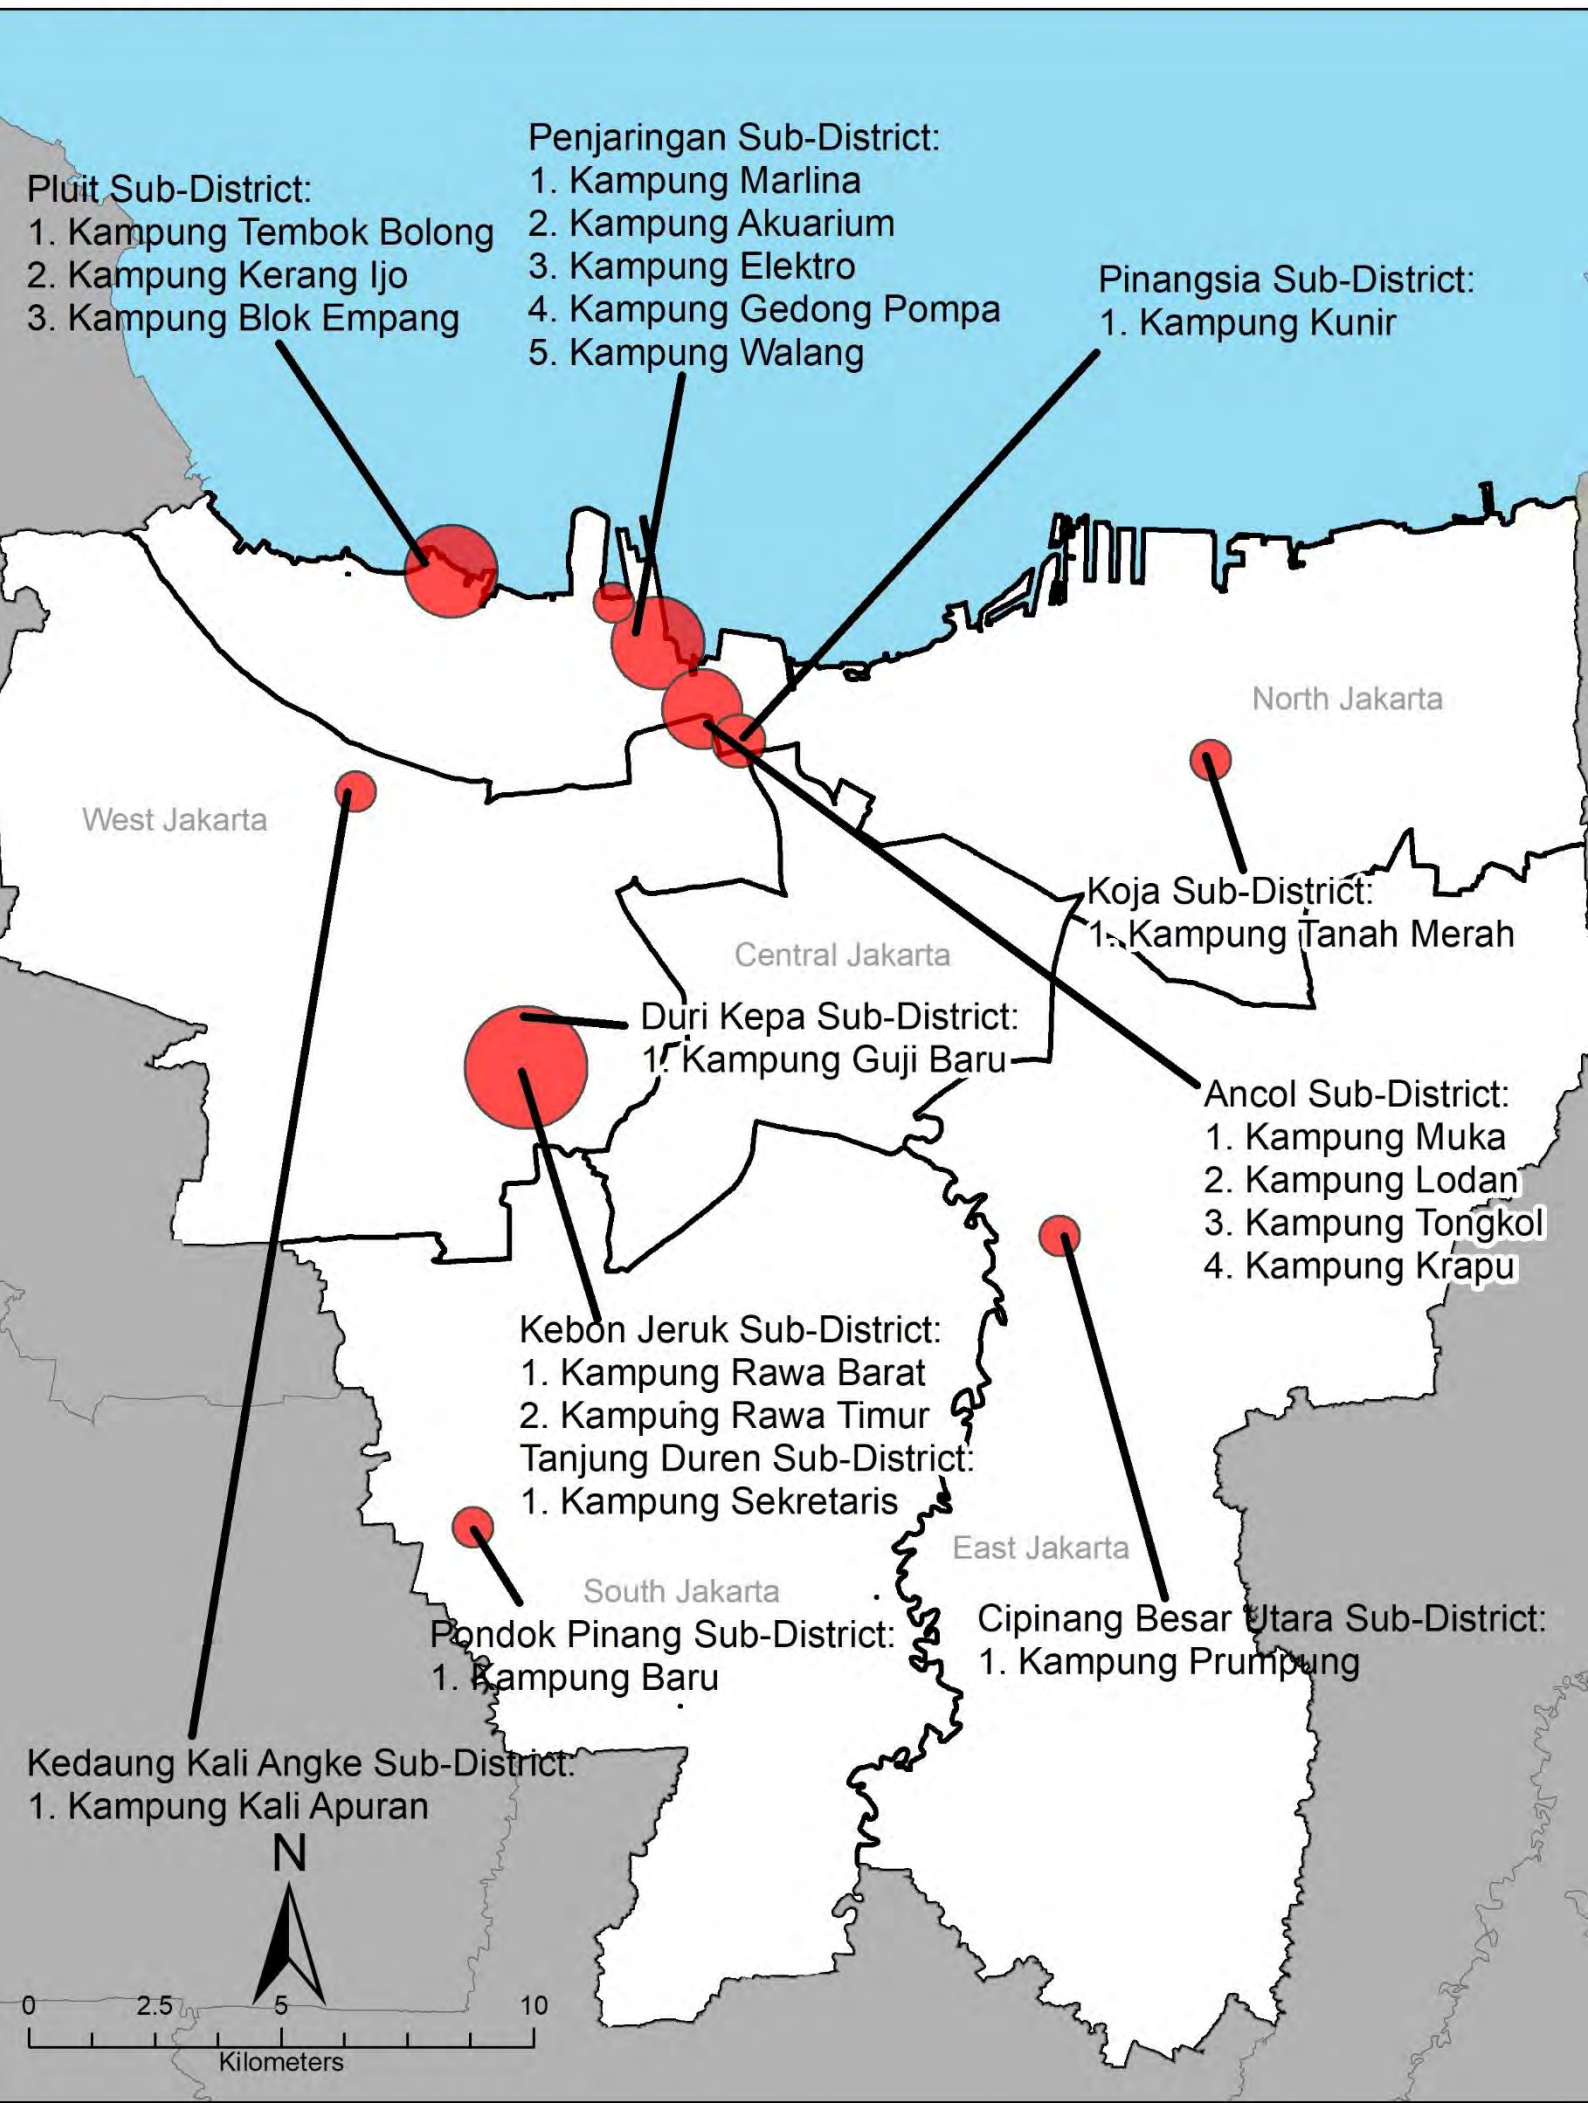 Penjaringan Sub-District:
1. Kampung Marlina
2. Kampung Akuarium
3. Kampung Elektro
4. Kampung Gedong Pompa
5. Kampung Walang
Pluit Sub-District:
1. Kampung Tembok Bolong
2. Kampung Kerang Ijo
3. Kampung Blok Empang
Pinangsia Sub-District:
1. Kampung Kunir
North Jakarta
West Jakarta
Koja Sub-District:
1. Kampung Tanah Merah
Central Jakarta
Duri Kepa Sub-District:
1. Kampung Guji Baru
Ancol Sub-District:
1. Kampung Muka
2. Kampung Lodan
3. Kampung Tongkol
4. Kampung Krapu
Kebon Jeruk Sub-District:
1. Kampung Rawa Barat
2. Kampung Rawa Timur
Tanjung Duren Sub-District:
1. Kampung Sekretaris
East Jakarta
South Jakarta
Pondok Pinang Sub-District:
1. Kampung Baru
Cipinang Besar Utara Sub-District:
1. Kampung Prumpung
Kedaung Kali Angke Sub-District:
1. Kampung Kali Apuran
N
0 2.5 5 10
Kilometers